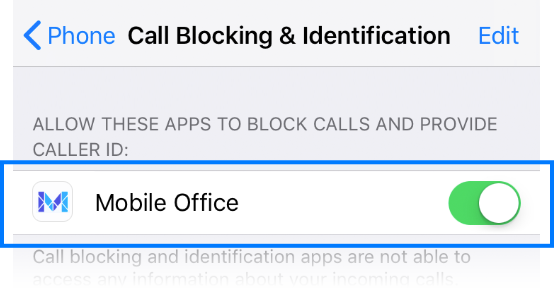 Phone Call Blocking & Identification Edit
ALLOW THESE APPS TO BLOCK CALLS AND PROVIDE
CALLER ID:
Mobile Office
Call blocking and identification apps are not able to
access any information about your incoming calls